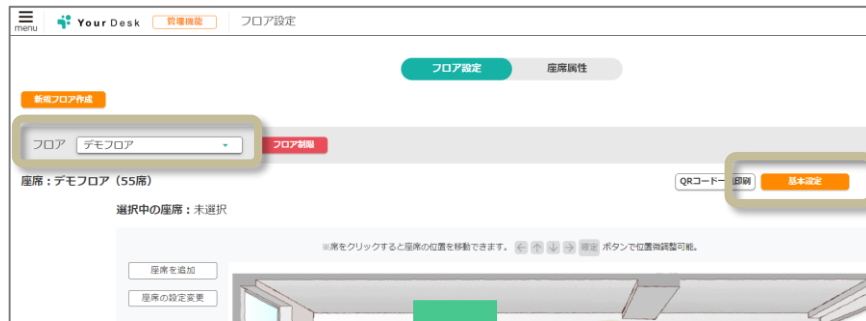 menu Your Desk 管理機能 フロア設定
フロア設定 座席属性
新規フロア作成
フロア デモフロア フロア制限
座席：デモフロア（55席） QRコード一 印刷 基本設定
選択中の座席：未選択
※席をクリックすると座席の位置を移動できます。 ← ↑ ↓ → 確定 ボタンで位置微調整可能。
座席を追加
座席の設定変更